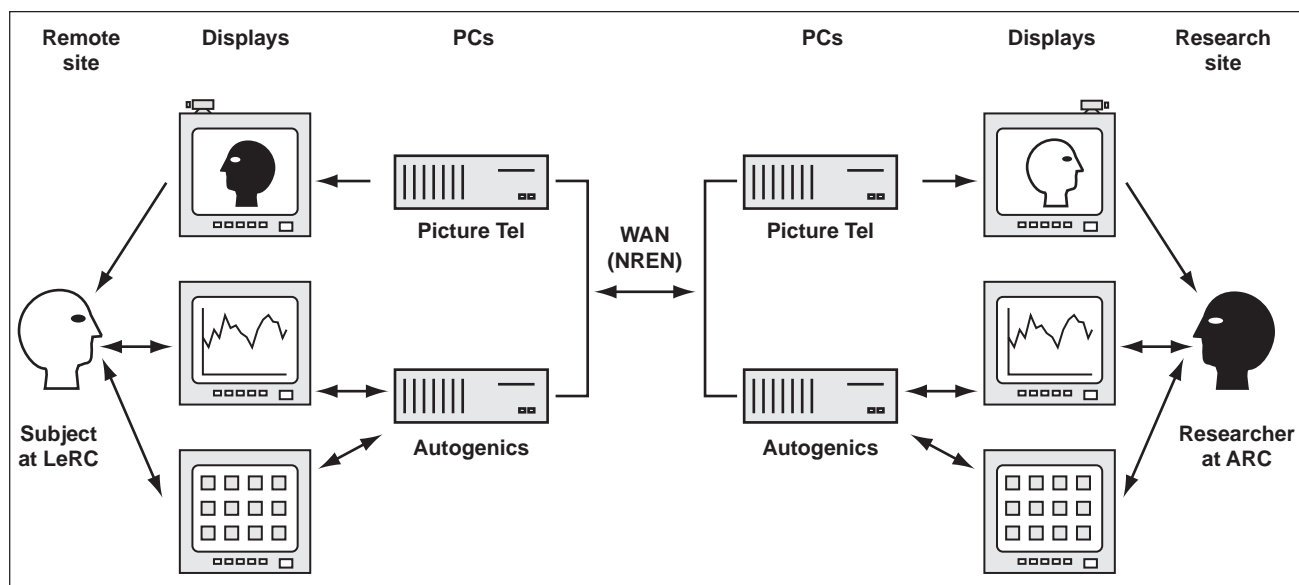 Remote
site
Displays
PCs
PCs
Displays
Research
site
Picture Tel
WAN
(NREN)
Picture Tel
Subject
at LeRC
Autogenics
Autogenics
Researcher
at ARC